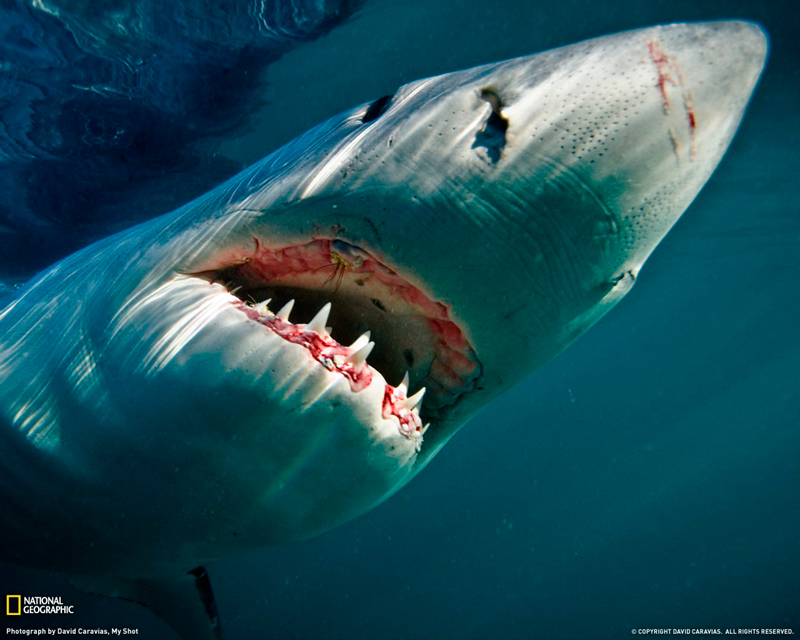 NATIONAL
GEOGRAPHIC
Photograph by David Caravias, My Shot
© COPYRIGHT DAVID CARAVIAS. ALL RIGHTS RESERVED.